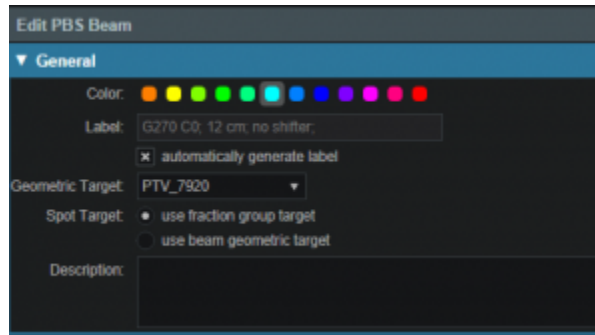 Edit PBS Beam
▼ General
Color:
Label: G270 C0; 12 cm; no shifter;
automatically generate label
Geometric Target: PTV_7920
Spot Target: use fraction group target
use beam geometric target
Description: